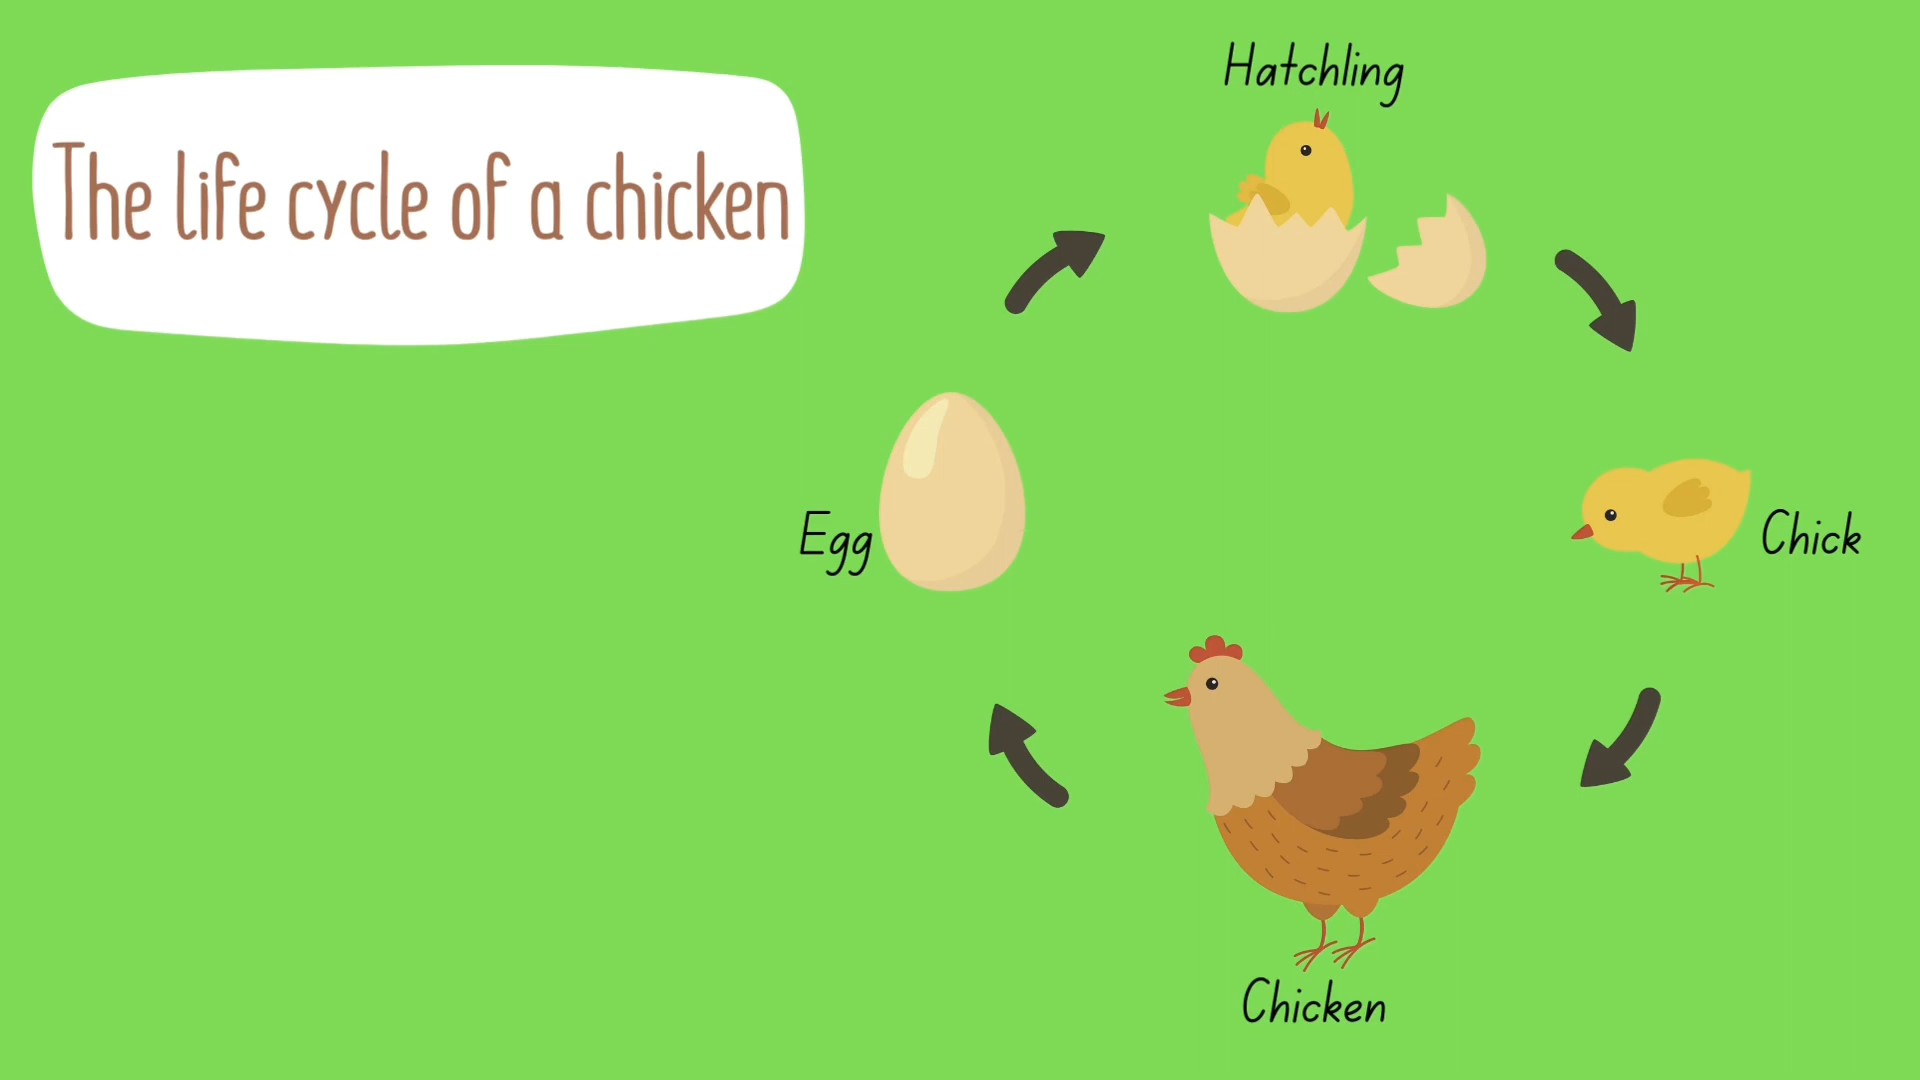 The life cycle of a chicken
Hatchling
Egg
Chick
Chicken